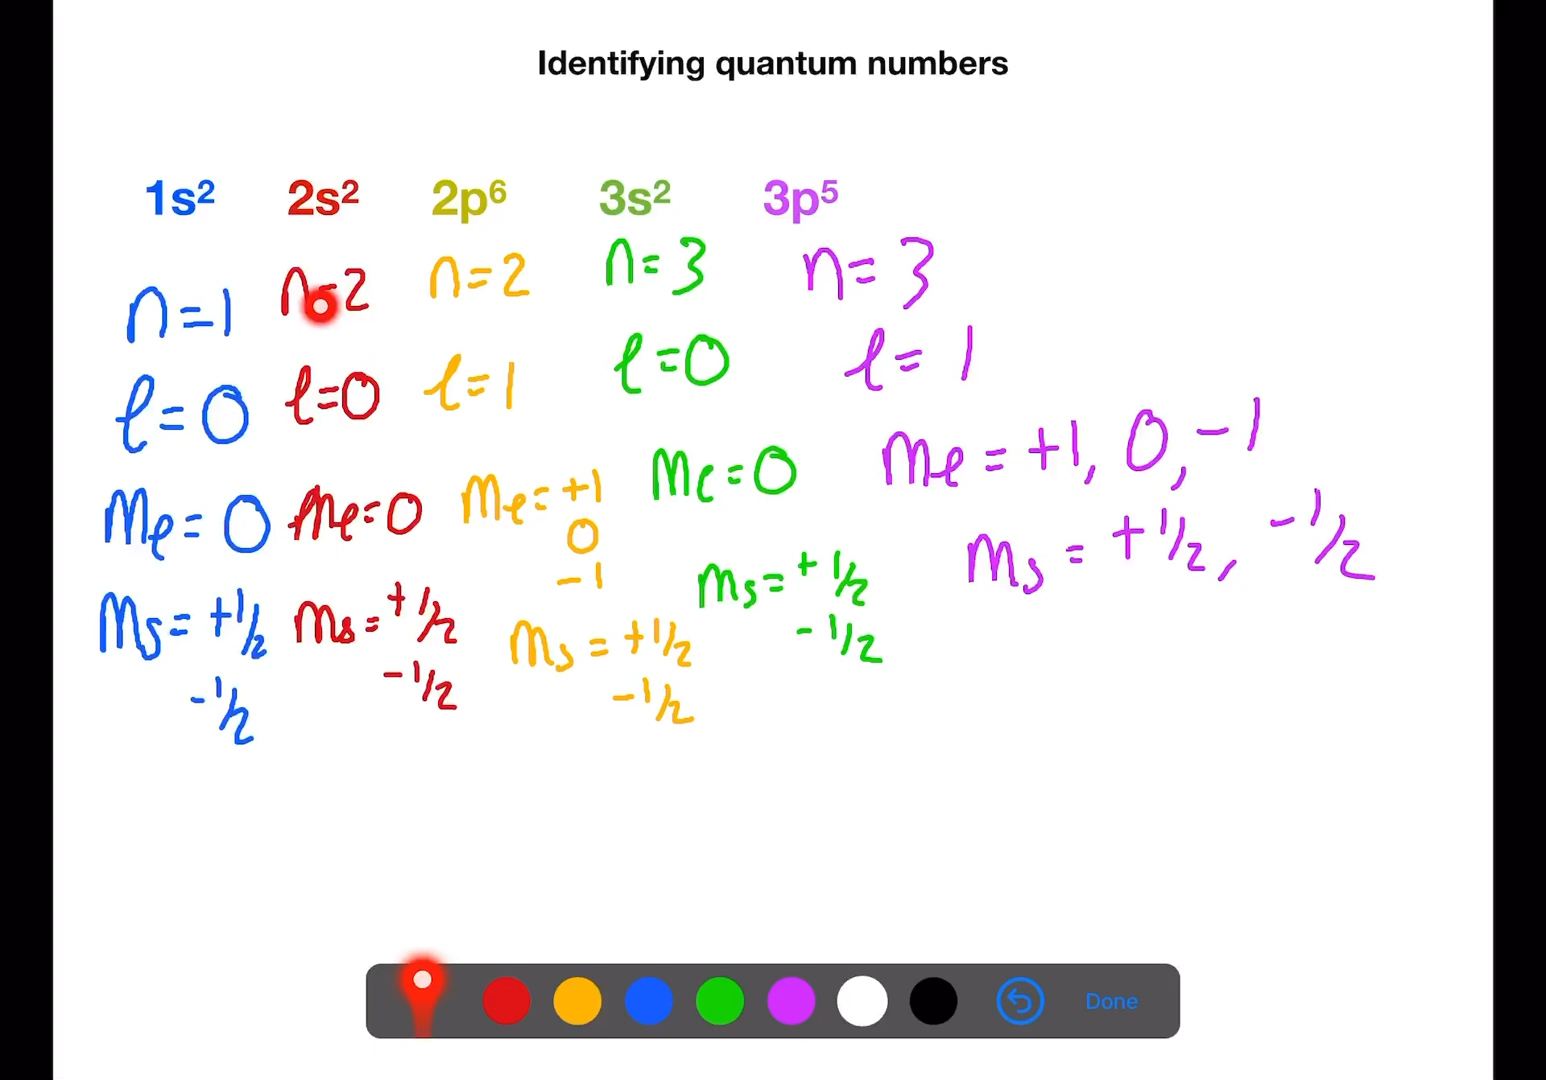 Identifying quantum numbers
1s² 2s² 2p⁶ 3s² 3p⁵
n=1 n=2 n=2 n=3 n=3
ℓ=0 ℓ=0 ℓ=1 ℓ=0 ℓ=1
mℓ=0 mℓ=0 mℓ=+1 mℓ=0 mℓ=+1, 0, -1
0
-1
ms=+1/2 ms=+1/2 ms=+1/2 ms=+1/2 ms=+1/2, -1/2
-1/2 -1/2 -1/2 -1/2
Done